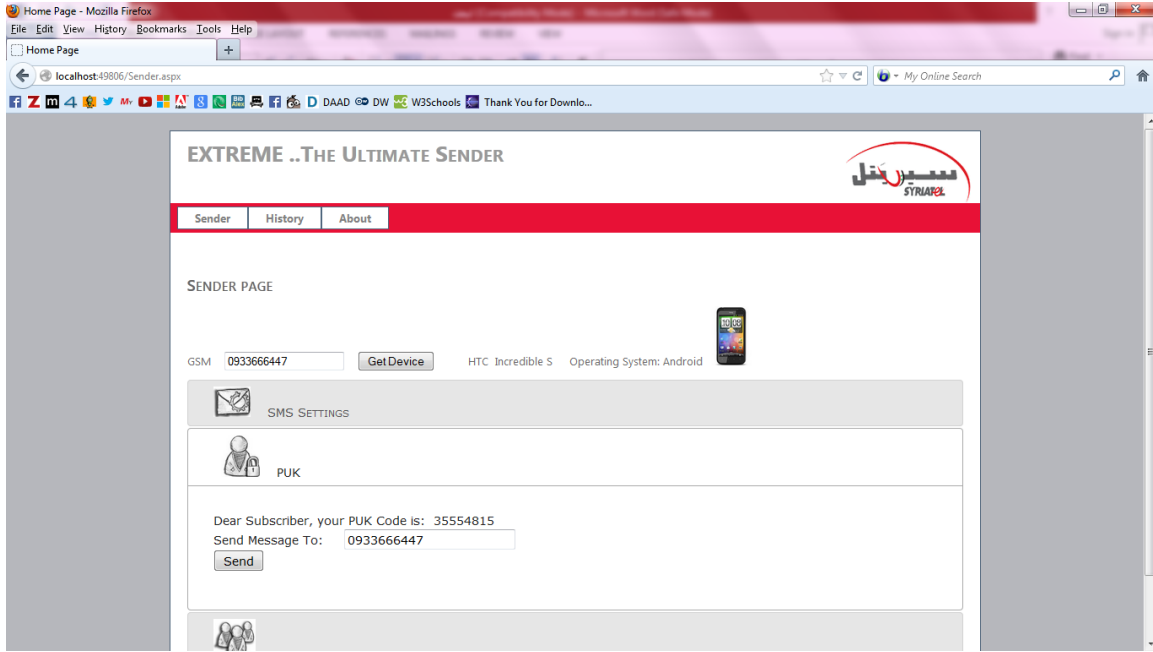 Home Page - Mozilla Firefox
File Edit View History Bookmarks Tools Help
Home Page +
localhost:49806/Sender.aspx
My Online Search
DAAD DW W3Schools Thank You for Downlo...
EXTREME ..THE ULTIMATE SENDER
سيريتل
SYRIATEL
Sender History About
SENDER PAGE
GSM 0933666447 Get Device HTC Incredible S Operating System: Android
SMS SETTINGS
PUK
Dear Subscriber, your PUK Code is: 35554815
Send Message To: 0933666447
Send